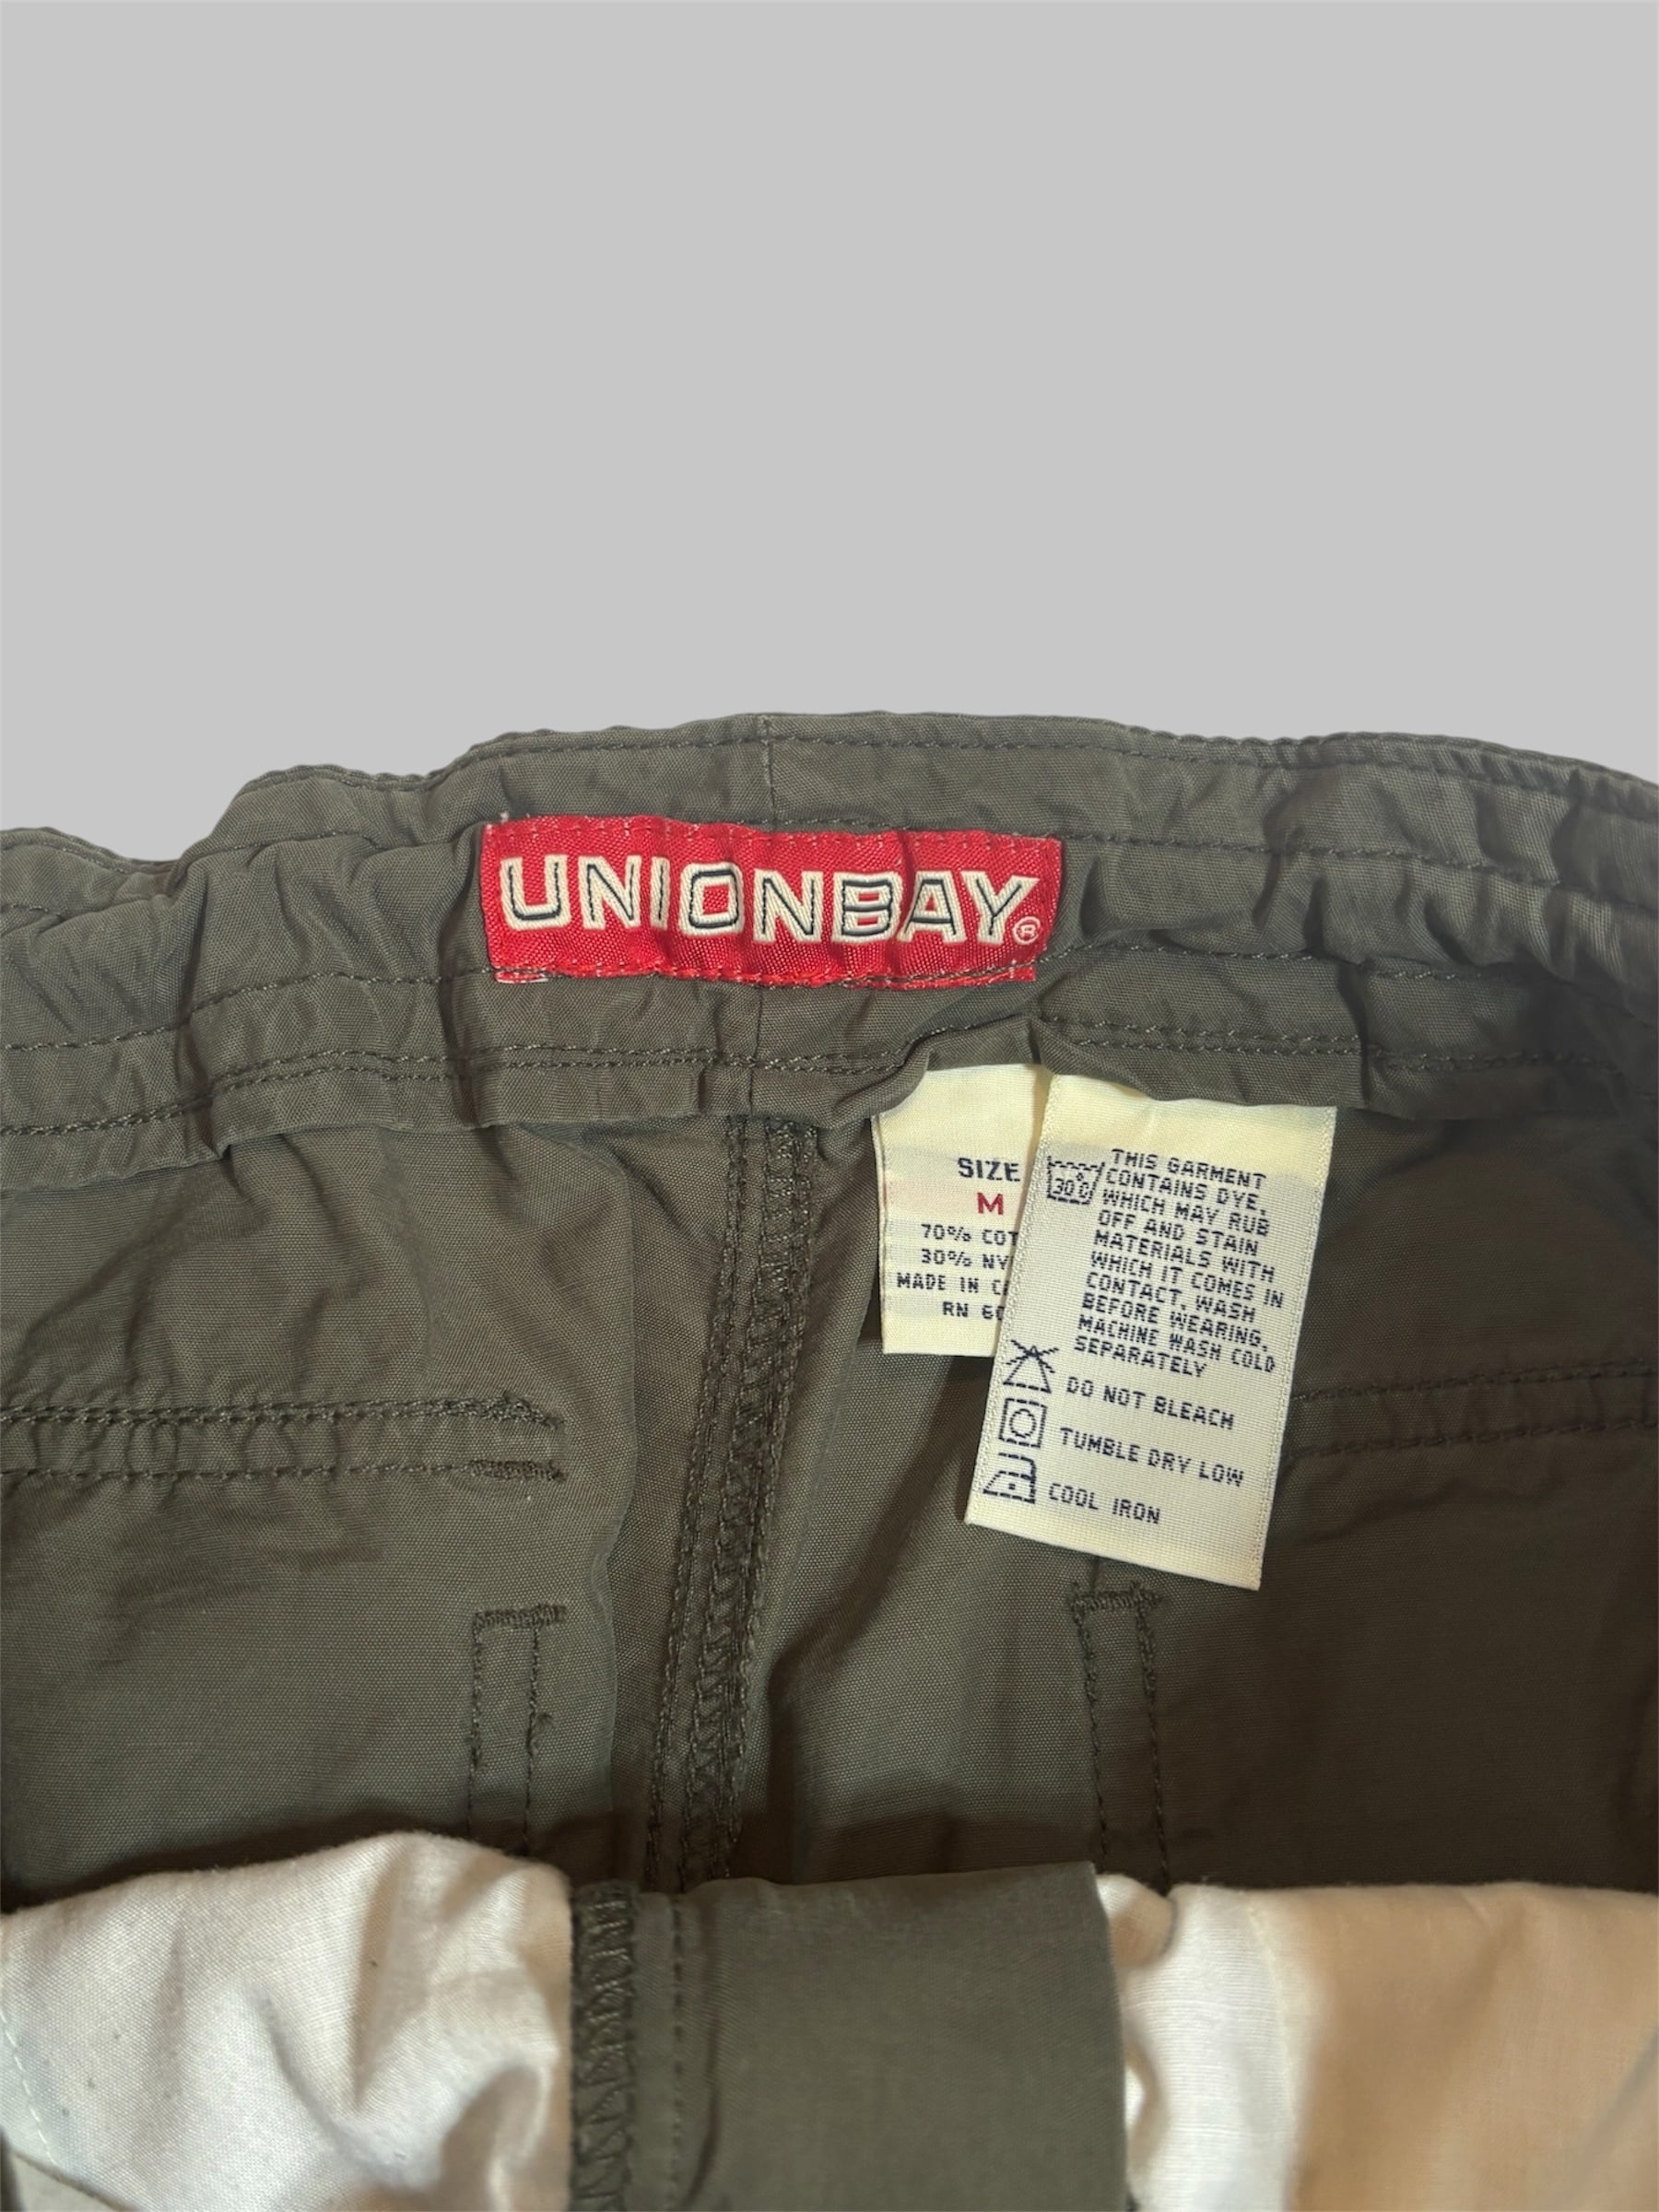 UNIONBAY®
SIZE
M
70% COT
30% NY
MADE IN C
RN 60
30°C
THIS GARMENT
CONTAINS DYE,
WHICH MAY RUB
OFF AND STAIN
MATERIALS WITH
WHICH IT COMES IN
CONTACT. WASH
BEFORE WEARING.
MACHINE WASH COLD
SEPARATELY
DO NOT BLEACH
TUMBLE DRY LOW
COOL IRON